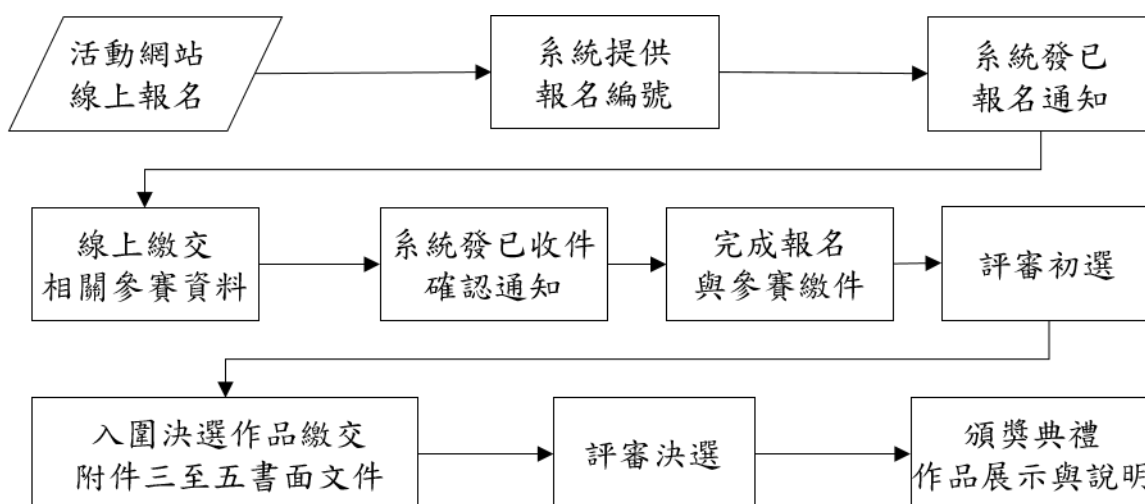 活動網站
線上報名
系統提供
報名編號
系統發已
報名通知
線上繳交
相關參賽資料
系統發已收件
確認通知
完成報名
與參賽繳件
評審初選
入圍決選作品繳交
附件三至五書面文件
評審決選
頒獎典禮
作品展示與說明